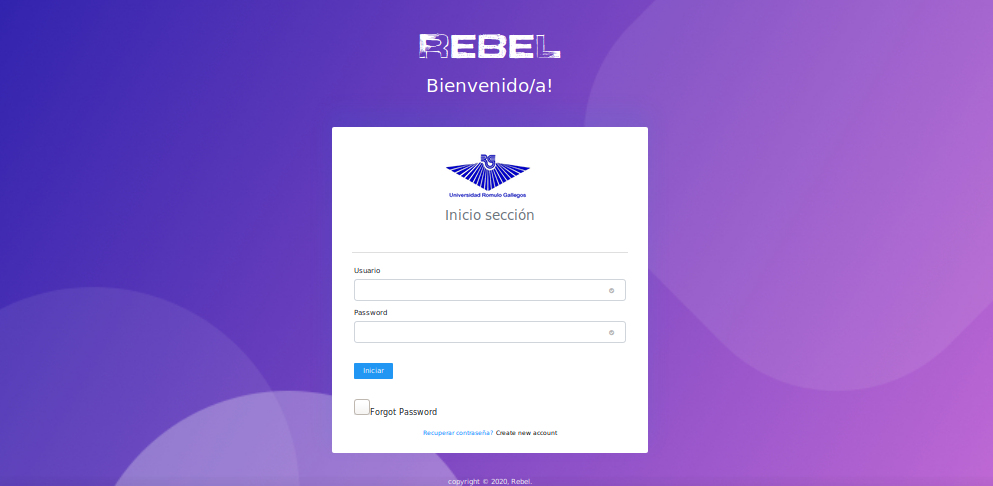 REBEL
Bienvenido/a!
RG
Universidad Romulo Gallegos
Inicio sección
Usuario
Password
Iniciar
Forgot Password
Recuperar contraseña? Create new account
copyright © 2020, Rebel.